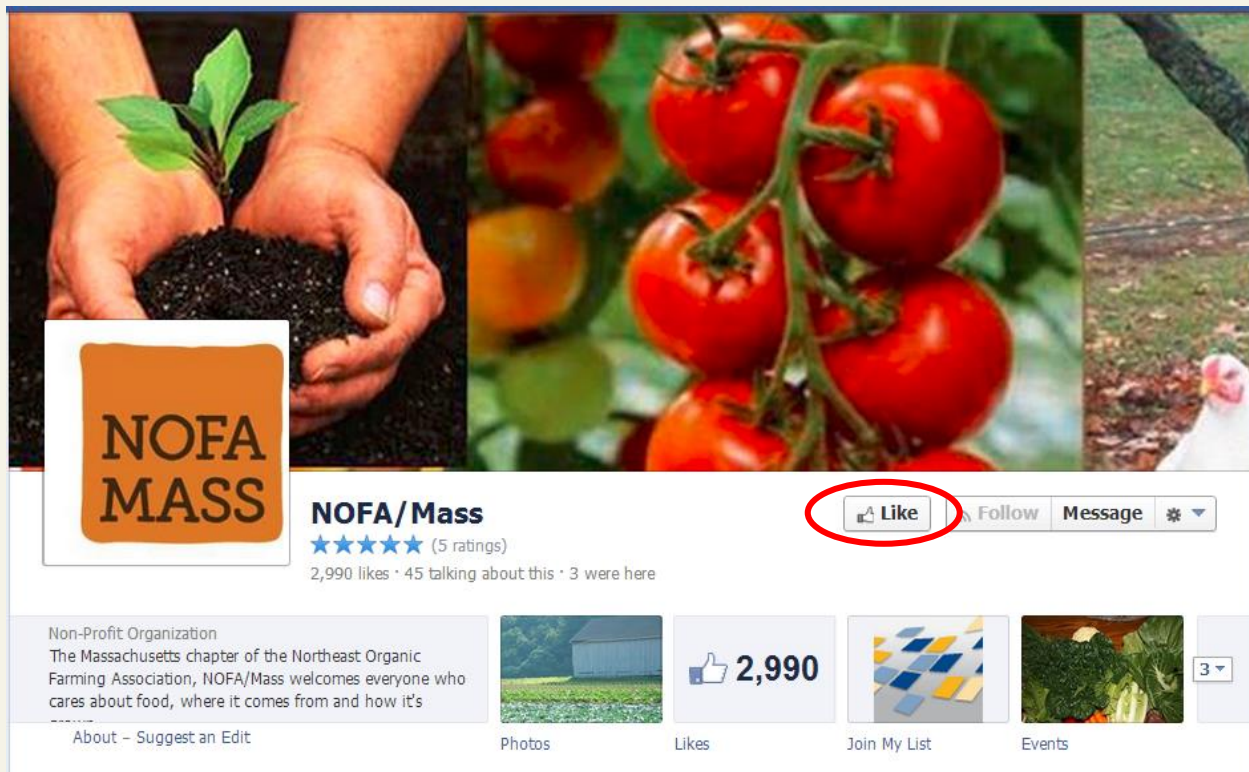 NOFA
MASS
NOFA/Mass
Like
Follow
Message
(5 ratings)
2,990 likes · 45 talking about this · 3 were here
Non-Profit Organization
The Massachusetts chapter of the Northeast Organic
Farming Association, NOFA/Mass welcomes everyone who
cares about food, where it comes from and how it's
About – Suggest an Edit
2,990
3
Photos
Likes
Join My List
Events